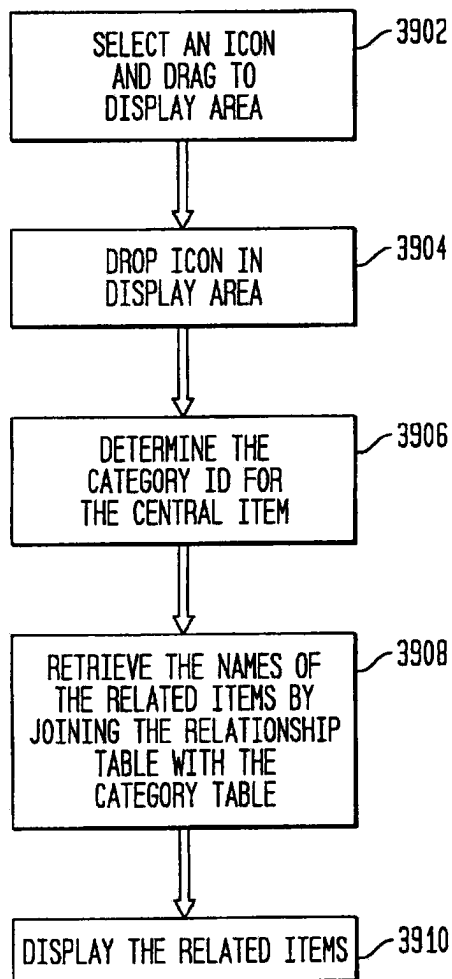 SELECT AN ICON
AND DRAG TO
DISPLAY AREA
3902
DROP ICON IN
DISPLAY AREA
3904
DETERMINE THE
CATEGORY ID FOR
THE CENTRAL ITEM
3906
RETRIEVE THE NAMES OF
THE RELATED ITEMS BY
JOINING THE RELATIONSHIP
TABLE WITH THE
CATEGORY TABLE
3908
DISPLAY THE RELATED ITEMS
3910